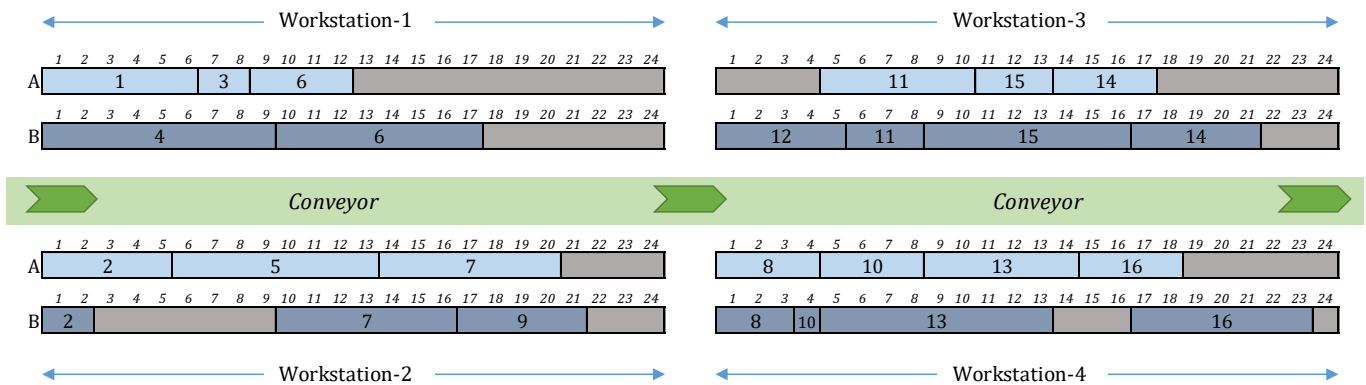 Workstation-1 Workstation-3
1 2 3 4 5 6 7 8 9 10 11 12 13 14 15 16 17 18 19 20 21 22 23 24 1 2 3 4 5 6 7 8 9 10 11 12 13 14 15 16 17 18 19 20 21 22 23 24
A 1 3 6 11 15 14
1 2 3 4 5 6 7 8 9 10 11 12 13 14 15 16 17 18 19 20 21 22 23 24 1 2 3 4 5 6 7 8 9 10 11 12 13 14 15 16 17 18 19 20 21 22 23 24
B 4 6 12 11 15 14
Conveyor Conveyor
1 2 3 4 5 6 7 8 9 10 11 12 13 14 15 16 17 18 19 20 21 22 23 24 1 2 3 4 5 6 7 8 9 10 11 12 13 14 15 16 17 18 19 20 21 22 23 24
A 2 5 7 8 10 13 16
1 2 3 4 5 6 7 8 9 10 11 12 13 14 15 16 17 18 19 20 21 22 23 24 1 2 3 4 5 6 7 8 9 10 11 12 13 14 15 16 17 18 19 20 21 22 23 24
B 2 7 9 8 10 13 16
Workstation-2 Workstation-4